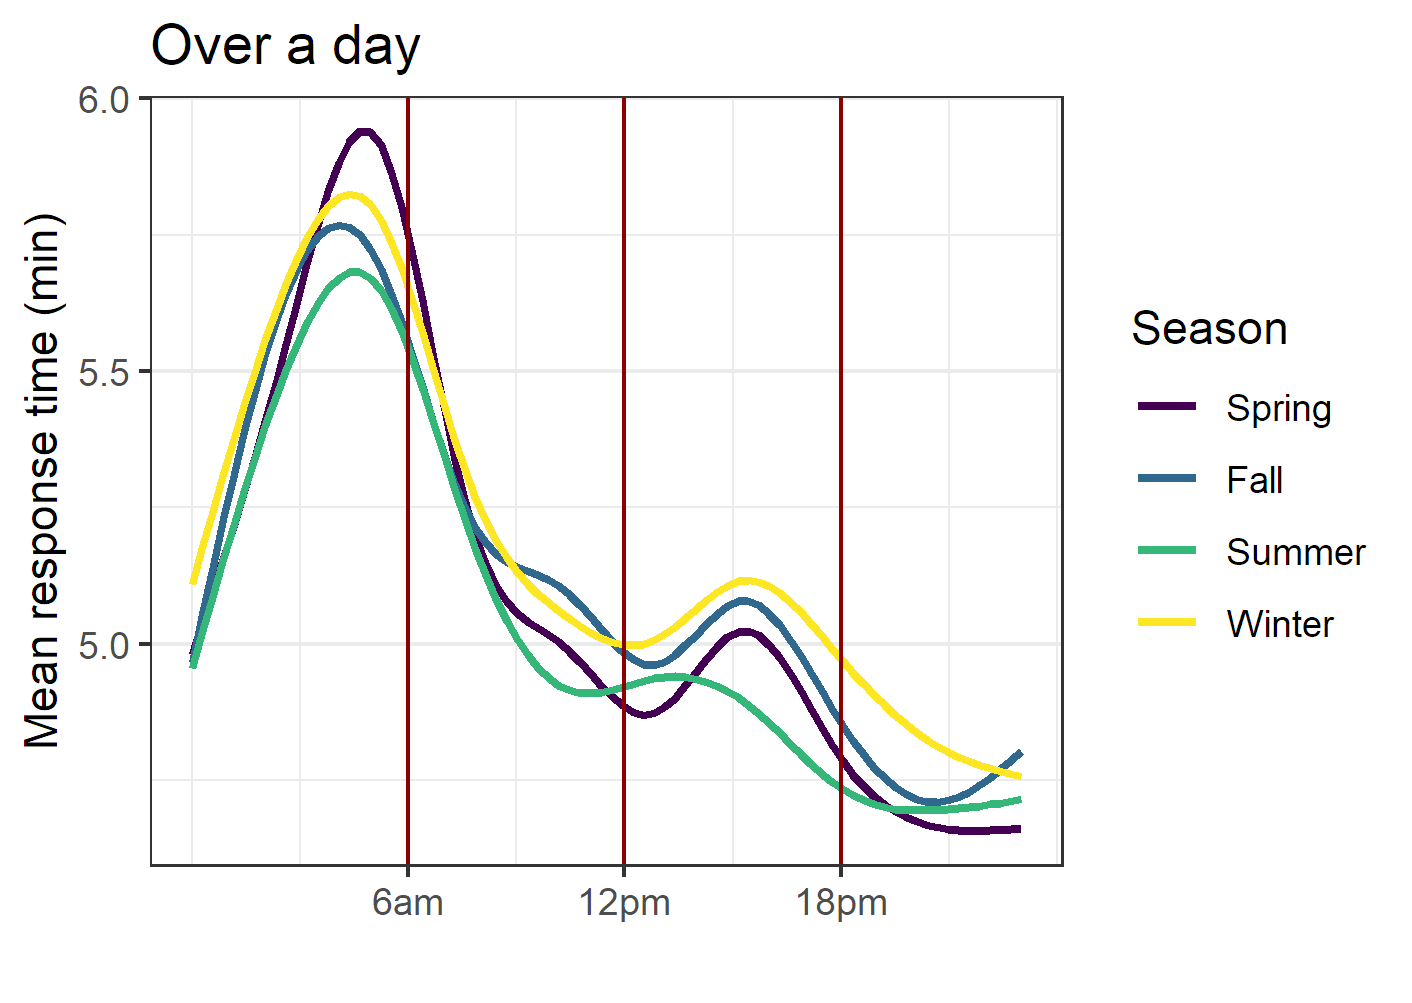 Over a day
Mean response time (min)
6.0
5.5
5.0
6am 12pm 18pm
Season
Spring
Fall
Summer
Winter